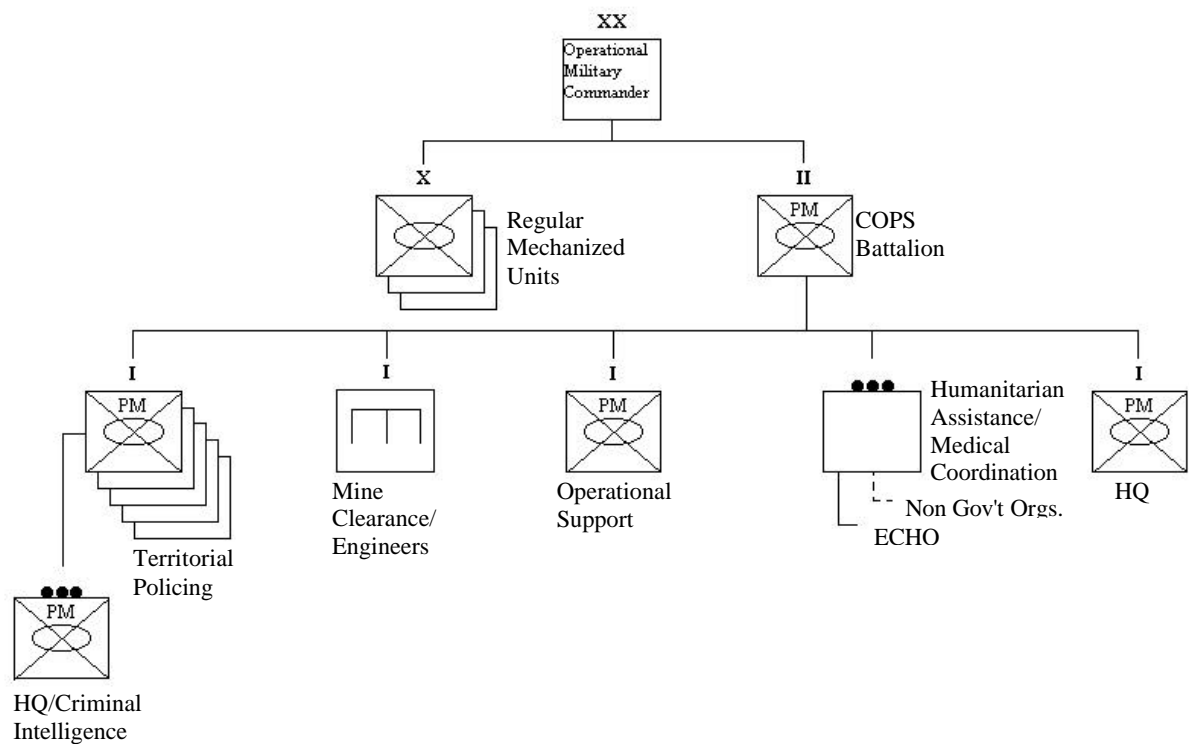 XX
Operational
Military
Commander
X
II
PM
Regular
Mechanized
Units
COPS
Battalion
I
I
I
I
PM
PM
PM
Humanitarian
Assistance/
Medical
Coordination
Mine
Clearance/
Engineers
Operational
Support
HQ
Non Gov't Orgs.
ECHO
Territorial
Policing
PM
HQ/Criminal
Intelligence